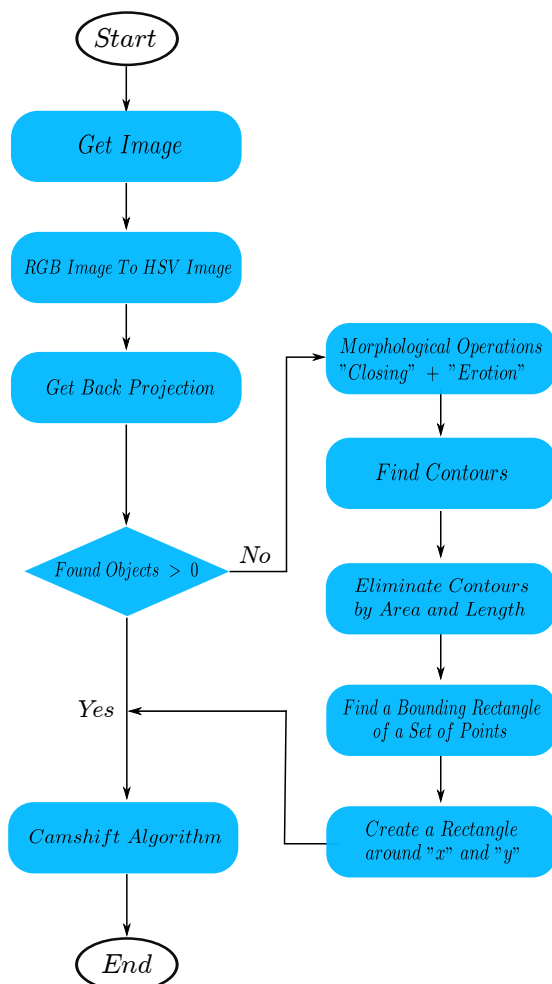 Start
Get Image
RGB Image To HSV Image
Get Back Projection
Found Objects > 0
No
Morphological Operations
"Closing" + "Erotion"
Find Contours
Eliminate Contours
by Area and Length
Find a Bounding Rectangle
of a Set of Points
Create a Rectangle
around "x" and "y"
Yes
Camshift Algorithm
End